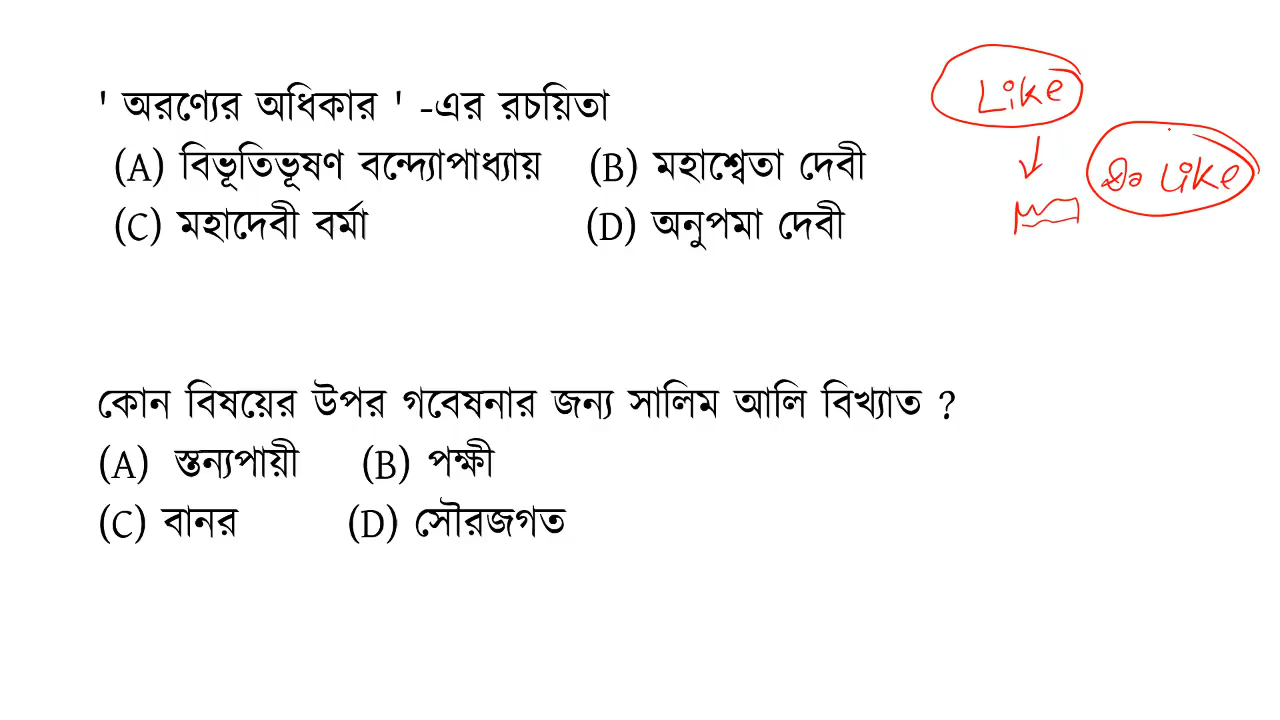 ' অরণ্যের অধিকার ' -এর রচয়িতা
(A) বিভূতিভূষণ বন্দ্যোপাধ্যায় (B) মহাশ্বেতা দেবী
(C) মহাদেবী বর্মা (D) অনুপমা দেবী
Like
Like
কোন বিষয়ের উপর গবেষনার জন্য সালিম আলি বিখ্যাত ?
(A) স্তন্যপায়ী (B) পক্ষী
(C) বানর (D) সৌরজগত